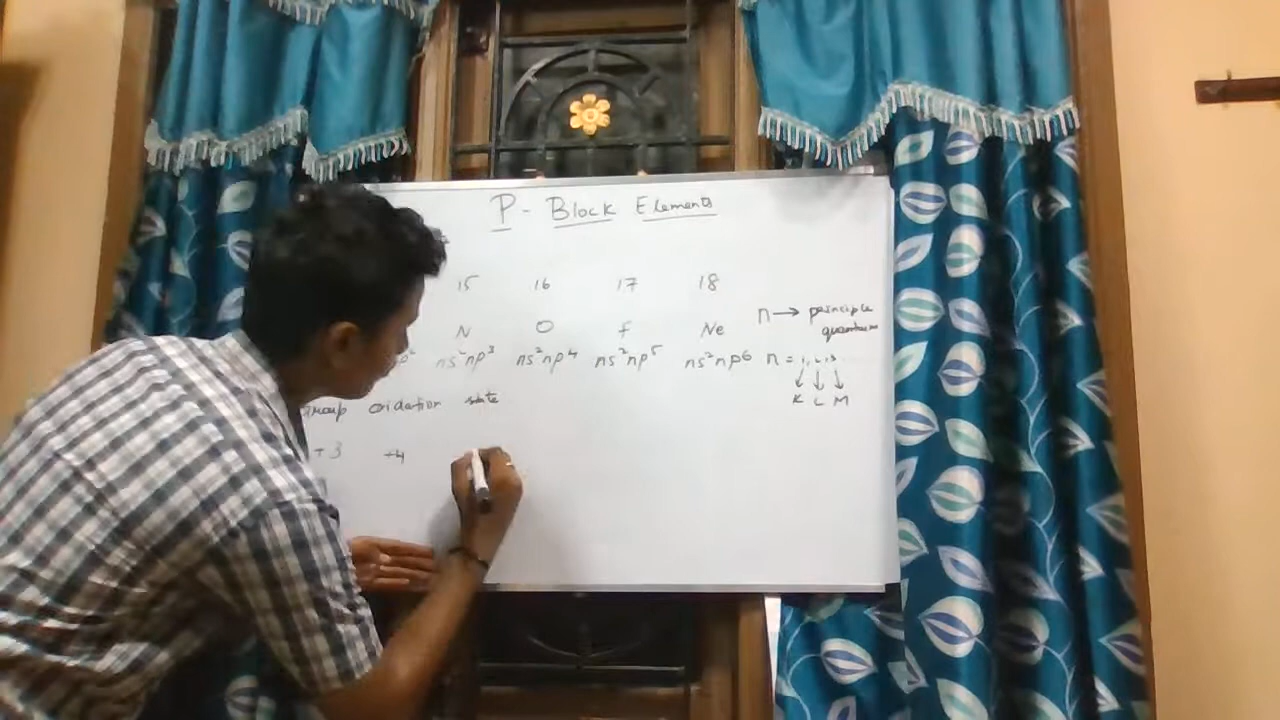 P - Block Elements
15 16 17 18
N O F Ne
n → principle quantum
p² ns²np³ ns²np⁴ ns²np⁵ ns²np⁶ n = 1, 2, 3
K L M
group oxidation state
+3 +4